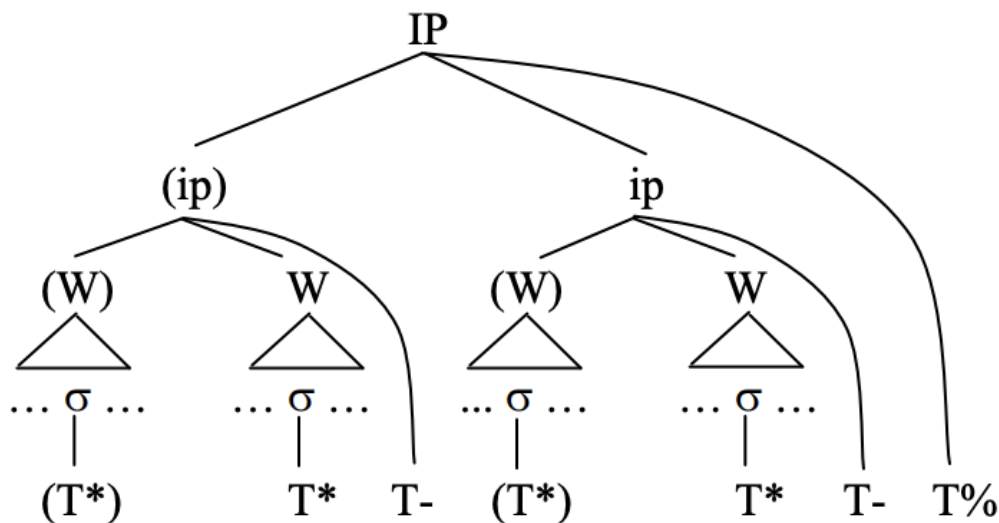 IP
(ip) ip
(W) W (W) W
… σ … … σ … ... σ … … σ …
(T*) T* T- (T*) T* T- T%